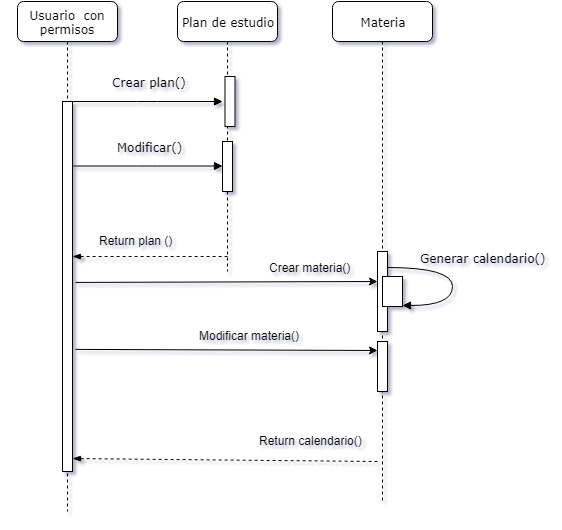 Usuario con
permisos
Plan de estudio
Materia
Crear plan()
Modificar()
Return plan ()
Generar calendario()
Crear materia()
Modificar materia()
Return calendario()